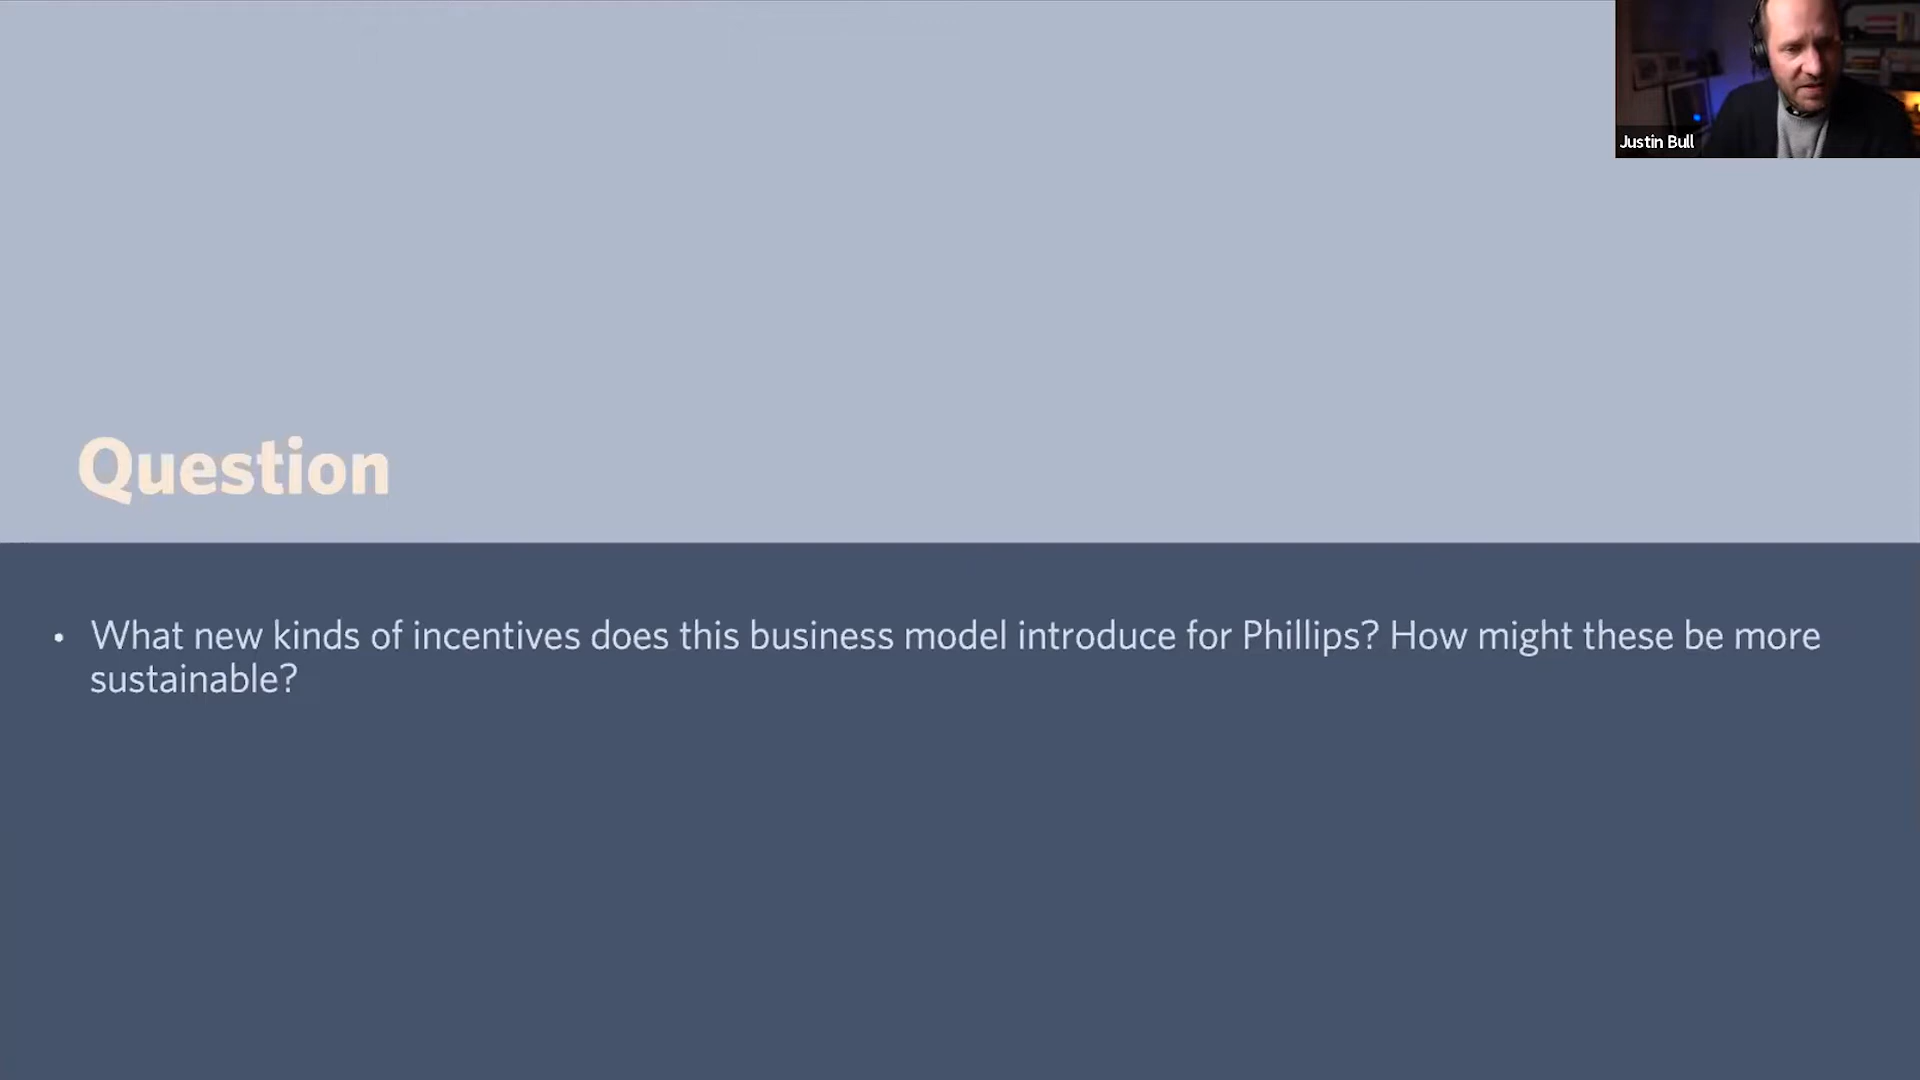 Justin Bull
Question
• What new kinds of incentives does this business model introduce for Phillips? How might these be more
sustainable?